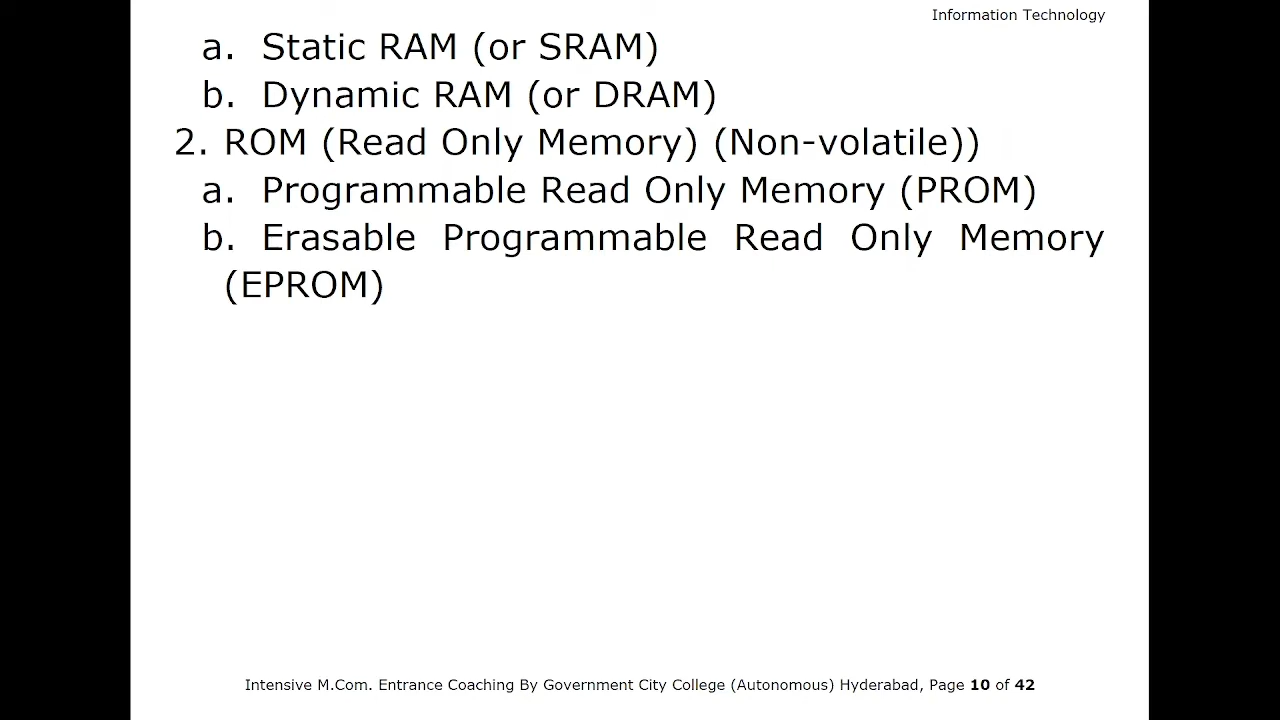 Information Technology
a. Static RAM (or SRAM)
b. Dynamic RAM (or DRAM)
2. ROM (Read Only Memory) (Non-volatile))
a. Programmable Read Only Memory (PROM)
b. Erasable Programmable Read Only Memory
(EPROM)
Intensive M.Com. Entrance Coaching By Government City College (Autonomous) Hyderabad, Page 10 of 42